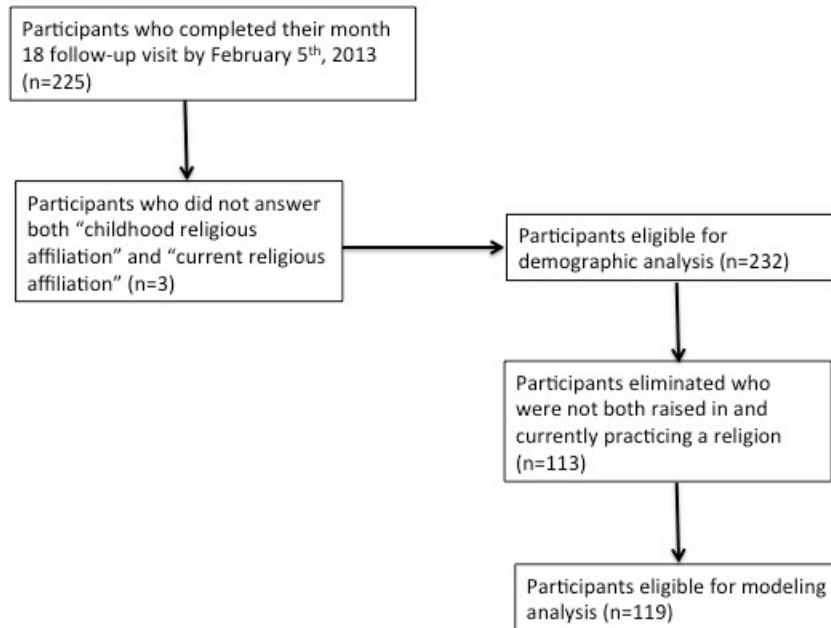 Participants who completed their month
18 follow-up visit by February 5th, 2013
(n=225)
Participants who did not answer
both “childhood religious
affiliation” and “current religious
affiliation” (n=3)
Participants eligible for
demographic analysis (n=232)
Participants eliminated who
were not both raised in and
currently practicing a religion
(n=113)
Participants eligible for modeling
analysis (n=119)